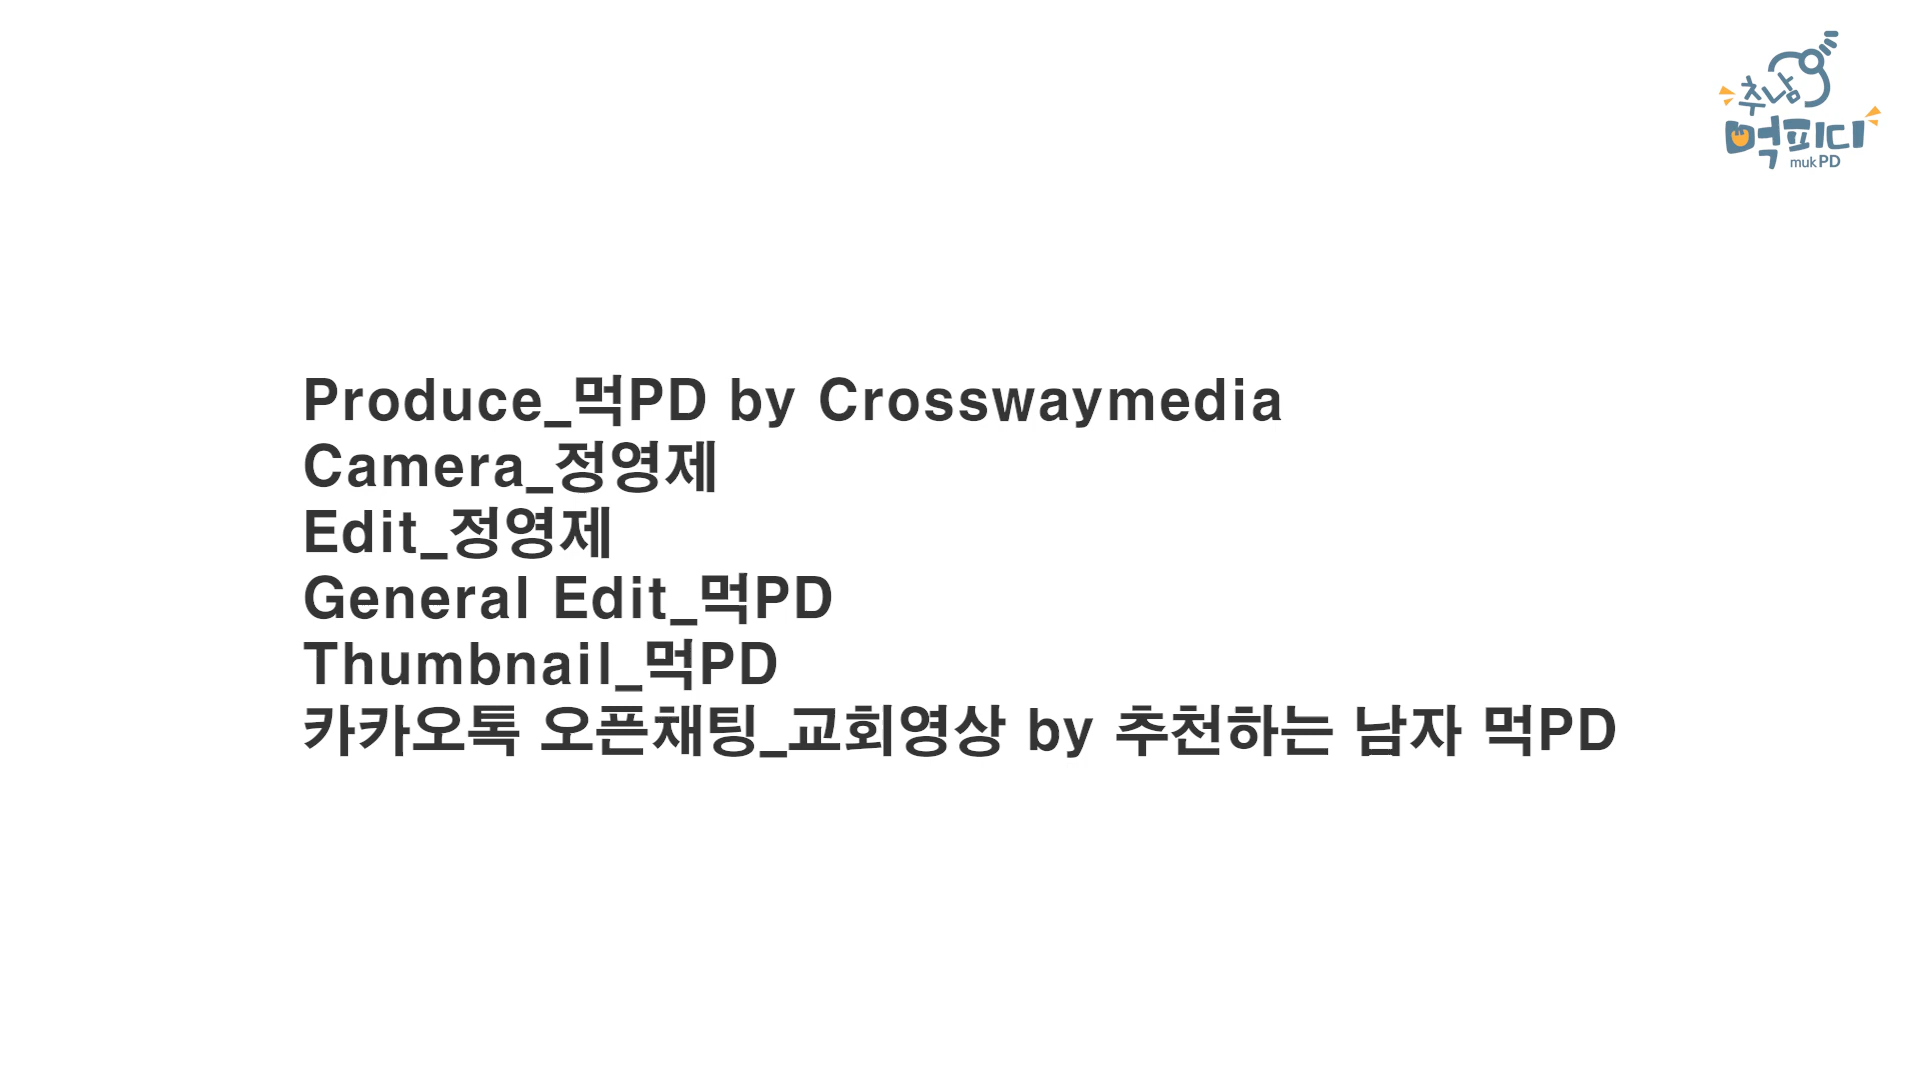 추남
먹피디
muk PD
Produce_먹PD by Crosswaymedia
Camera_정영제
Edit_정영제
General Edit_먹PD
Thumbnail_먹PD
카카오톡 오픈채팅_교회영상 by 추천하는 남자 먹PD